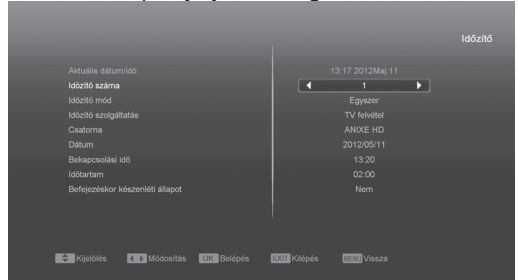 Időzítő
Aktuális dátum/idő 13:17 2012Maj.11
Időzítő száma 1
Időzítő mód Egyszer
Időzítő szolgáltatás TV felvétel
Csatorna ANIXE HD
Dátum 2012/05/11
Bekapcsolási idő 13:20
Időtartam 02:00
Befejezéskor készenléti állapot Nem
Kijelölés Módosítás OK Belépés EXIT Kilépés MENU Vissza